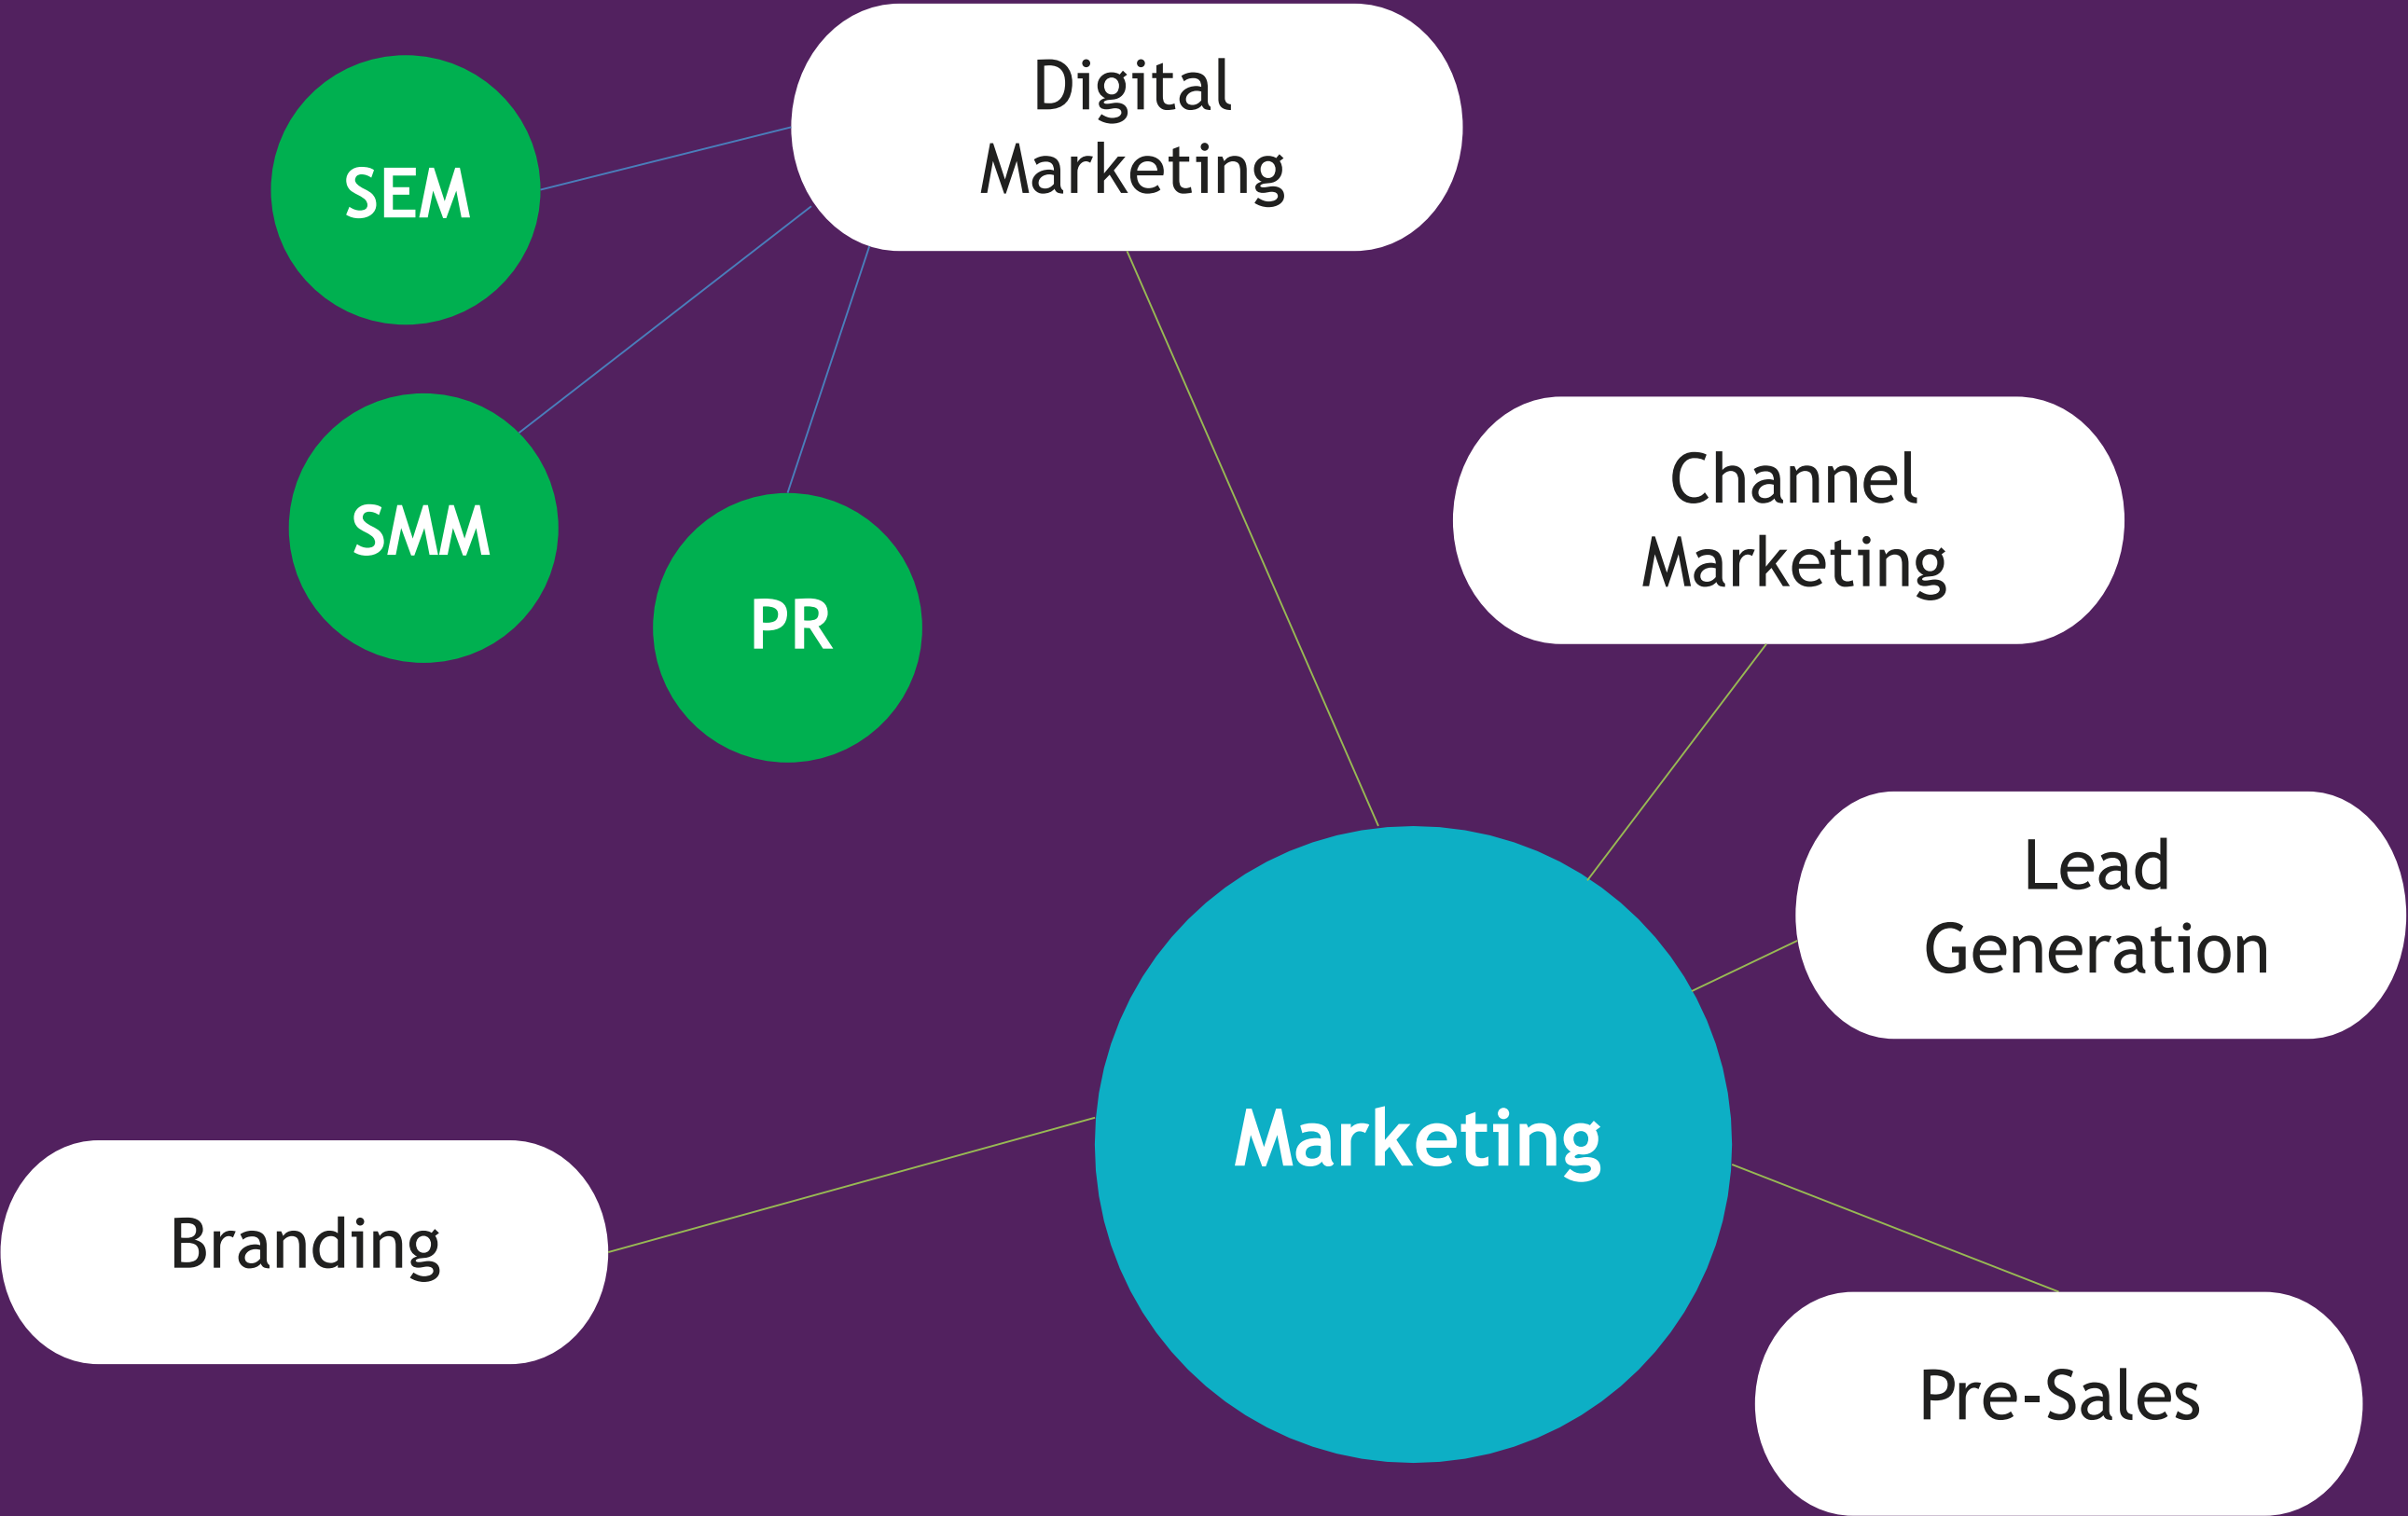 Digital
Marketing
SEM
SMM
PR
Channel
Marketing
Lead
Generation
Marketing
Branding
Pre-Sales